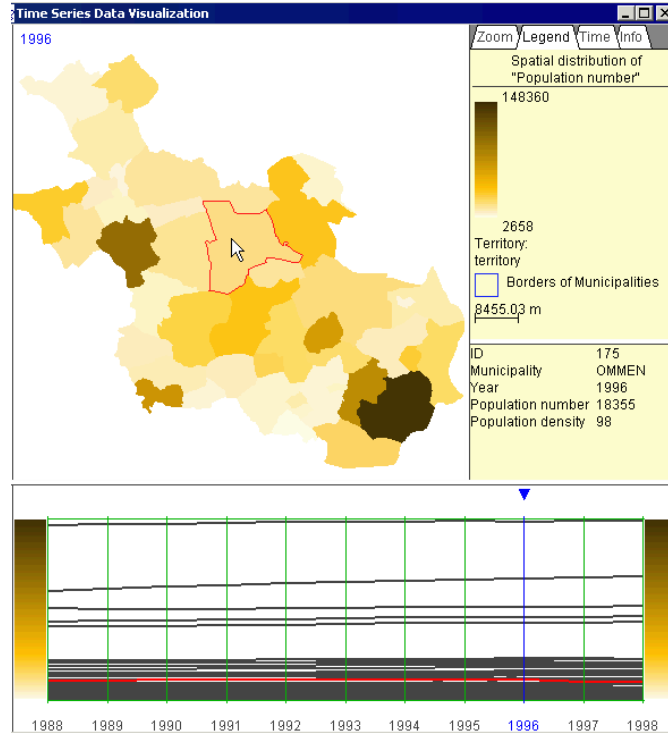 Time Series Data Visualization
1996
Zoom Legend Time Info
Spatial distribution of
"Population number"
148360
2658
Territory:
territory
Borders of Municipalities
8455.03 m
ID 175
Municipality OMMEN
Year 1996
Population number 18355
Population density 98
1988 1989 1990 1991 1992 1993 1994 1995 1996 1997 1998